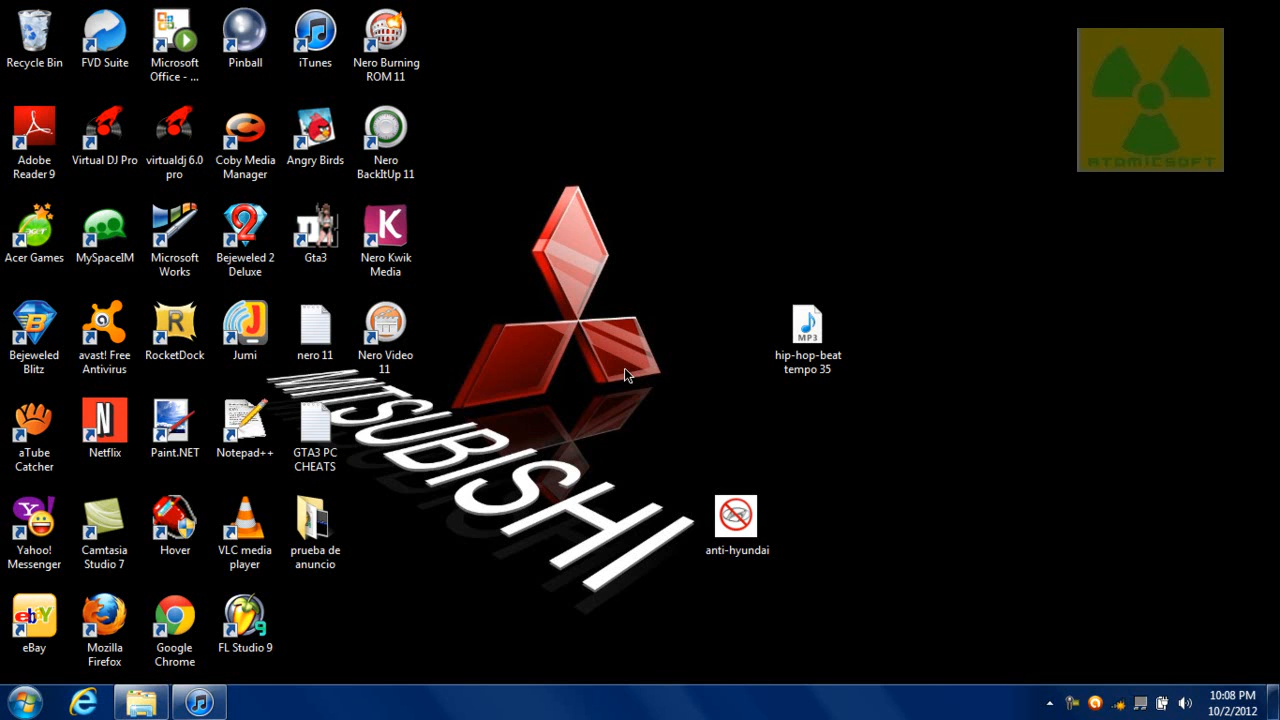 Recycle Bin
FVD Suite
Microsoft
Office - ...
Pinball
iTunes
Nero Burning
ROM 11
ATOMICSOFT
Adobe
Reader 9
Virtual DJ Pro
virtualdj 6.0
pro
Coby Media
Manager
Angry Birds
Nero
BackItUp 11
Acer Games
MySpaceIM
Microsoft
Works
Bejeweled 2
Deluxe
Gta3
Nero Kwik
Media
Bejeweled
Blitz
avast! Free
Antivirus
RocketDock
Jumi
nero 11
Nero Video
11
MP3
hip-hop-beat
tempo 35
MITSUBISHI
aTube
Catcher
Netflix
Paint.NET
Notepad++
GTA3 PC
CHEATS
Yahoo!
Messenger
Camtasia
Studio 7
Hover
VLC media
player
prueba de
anuncio
anti-hyundai
eBay
Mozilla
Firefox
Google
Chrome
FL Studio 9
10:08 PM
10/2/2012